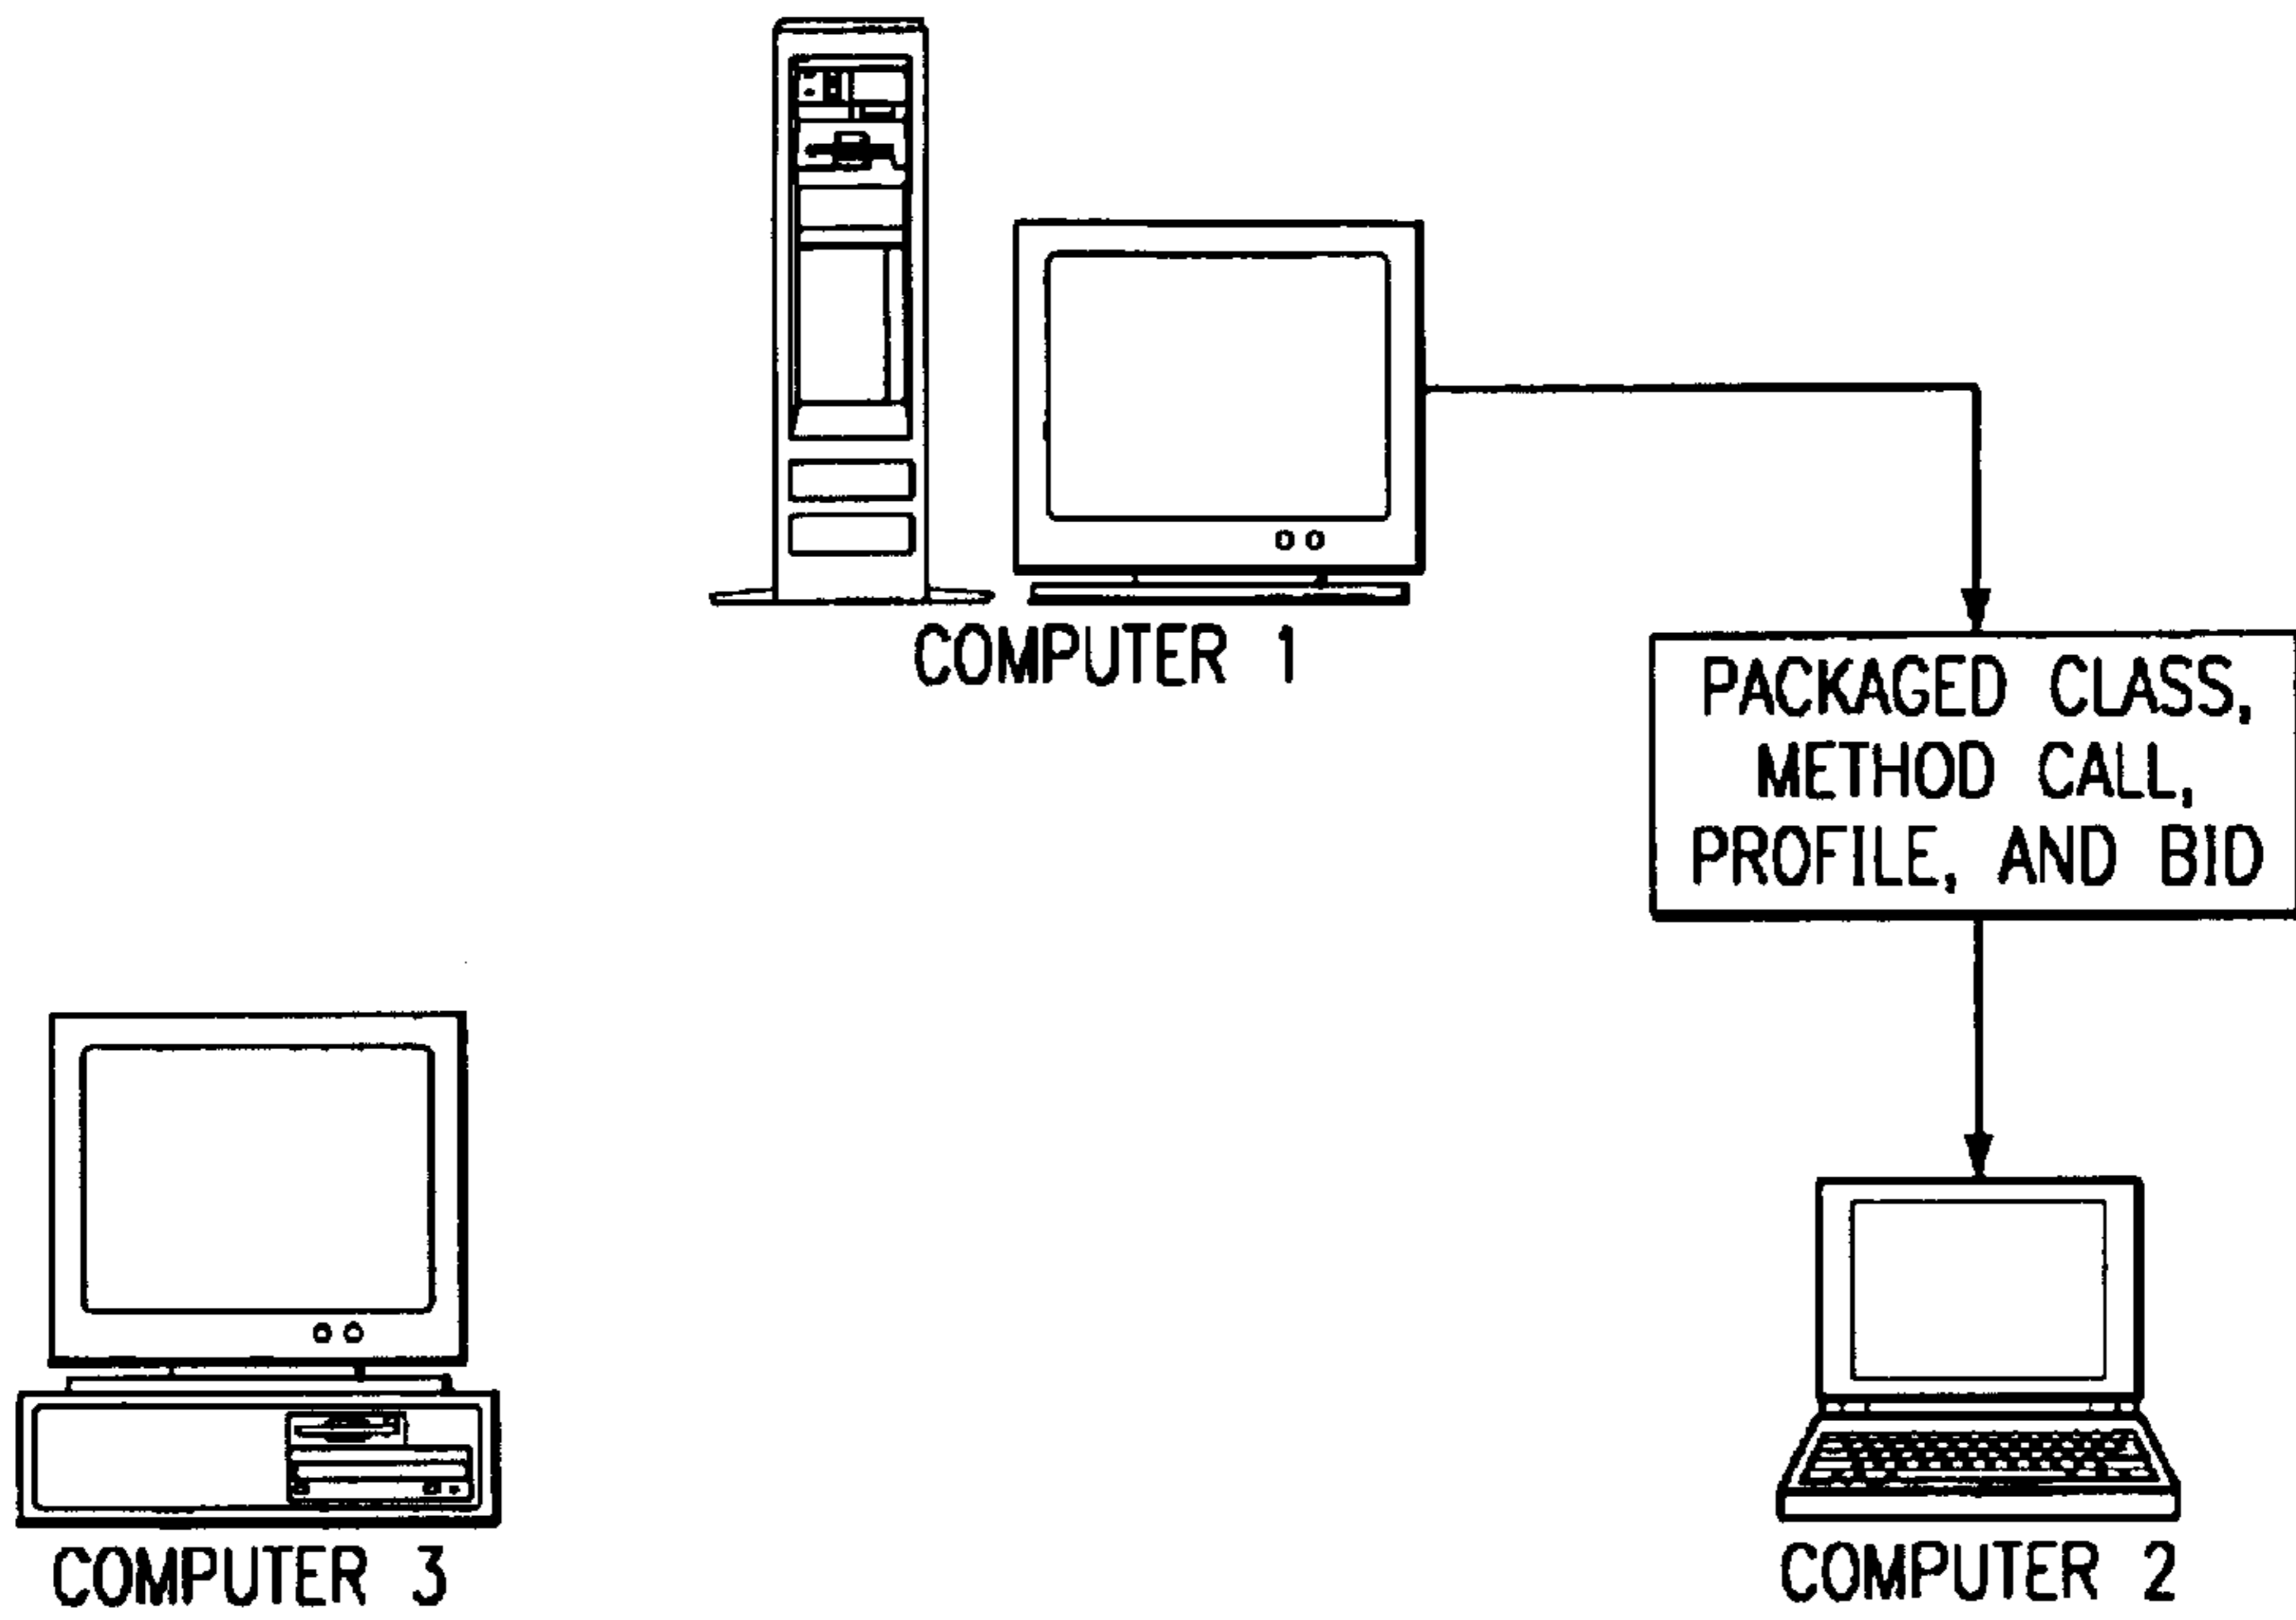 COMPUTER 1
PACKAGED CLASS,
METHOD CALL,
PROFILE, AND BID
COMPUTER 3
COMPUTER 2